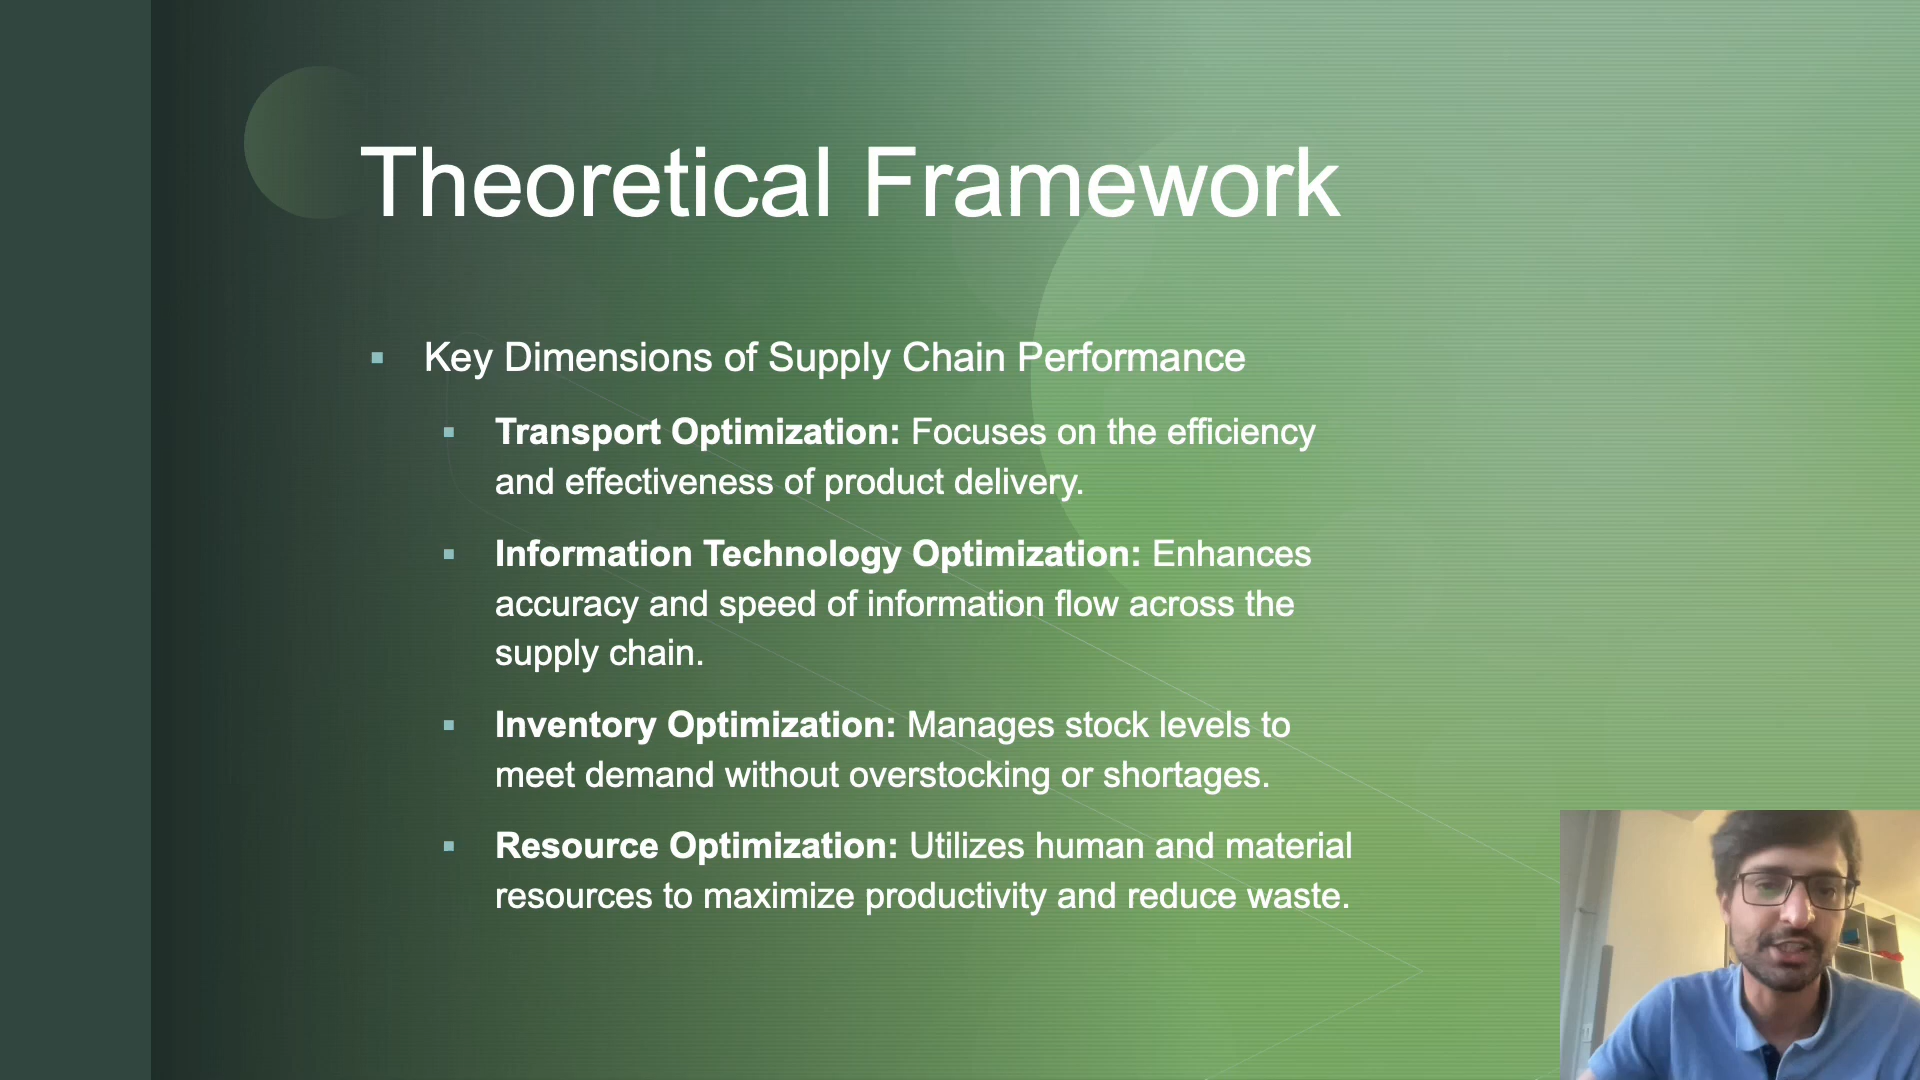 Theoretical Framework
Key Dimensions of Supply Chain Performance
Transport Optimization: Focuses on the efficiency
and effectiveness of product delivery.
Information Technology Optimization: Enhances
accuracy and speed of information flow across the
supply chain.
Inventory Optimization: Manages stock levels to
meet demand without overstocking or shortages.
Resource Optimization: Utilizes human and material
resources to maximize productivity and reduce waste.